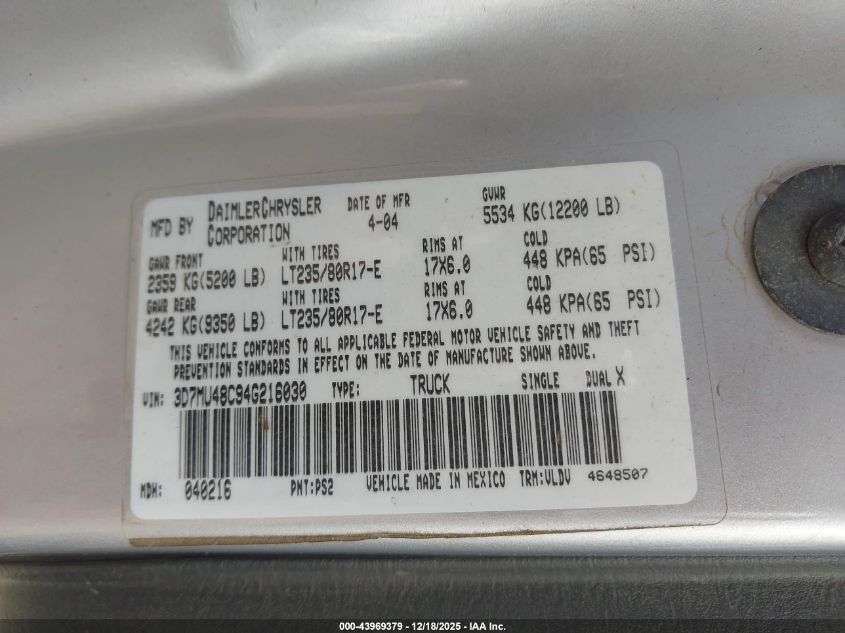 MFD BY DAIMLERCHRYSLER CORPORATION DATE OF MFR 4-04 GVWR 5534 KG(12200 LB)
GAWR FRONT WITH TIRES RIMS AT COLD
2359 KG(5200 LB) LT235/80R17-E 17X6.0 448 KPA(65 PSI)
GAWR REAR WITH TIRES RIMS AT COLD
4242 KG(9350 LB) LT235/80R17-E 17X6.0 448 KPA(65 PSI)
THIS VEHICLE CONFORMS TO ALL APPLICABLE FEDERAL MOTOR VEHICLE SAFETY AND THEFT
PREVENTION STANDARDS IN EFFECT ON THE DATE OF MANUFACTURE SHOWN ABOVE.
VIN: 3D7MU48C94G216030 TYPE: TRUCK SINGLE DUAL X
MDH: 040216 PNT:PS2 VEHICLE MADE IN MEXICO TRM:VLDV 4648507
000-43969379 - 12/18/2025 - IAA Inc.